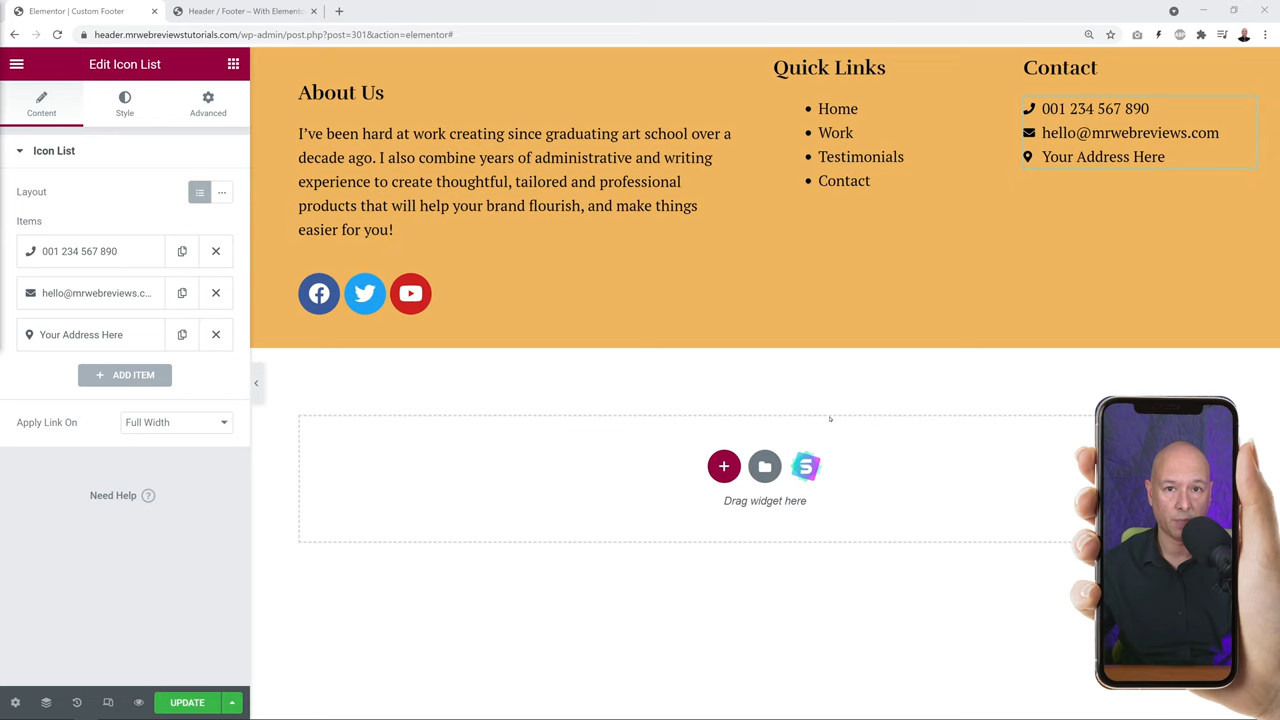 Elementor | Custom Footer
Header / Footer – With Elemento
header.mrwebreviewstutorials.com/wp-admin/post.php?post=301&action=elementor#
Edit Icon List
Content
Style
Advanced
Icon List
Layout
Items
001 234 567 890
hello@mrwebreviews.c...
Your Address Here
ADD ITEM
Apply Link On
Full Width
Need Help
UPDATE
About Us
I've been hard at work creating since graduating art school over a
decade ago. I also combine years of administrative and writing
experience to create thoughtful, tailored and professional
products that will help your brand flourish, and make things
easier for you!
Quick Links
Home
Work
Testimonials
Contact
Contact
001 234 567 890
hello@mrwebreviews.com
Your Address Here
Drag widget here